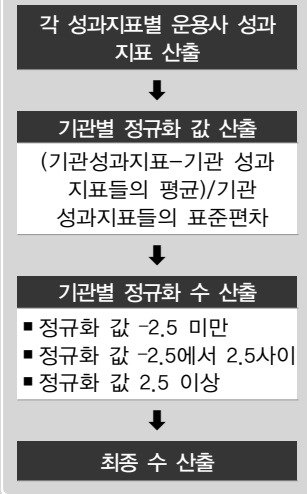 각 성과지표별 운용사 성과
지표 산출
기관별 정규화 값 산출
(기관성과지표-기관 성과
지표들의 평균)/기관
성과지표들의 표준편차
기관별 정규화 수 산출
▪정규화 값 -2.5 미만
▪정규화 값 -2.5에서 2.5사이
▪정규화 값 2.5 이상
최종 수 산출